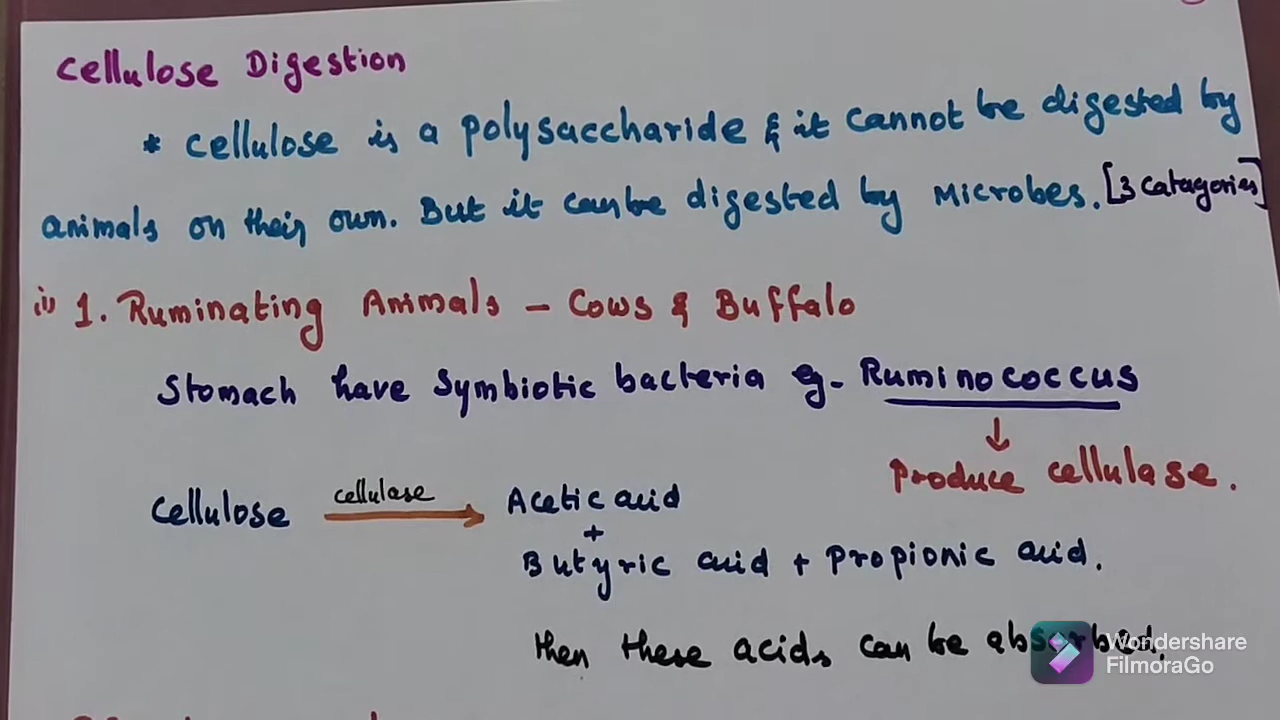 Cellulose Digestion
* Cellulose is a polysaccharide & it cannot be digested by
animals on their own. But it can be digested by Microbes. [3 Catagories]
i) 1. Ruminating Animals - Cows & Buffalo
Stomach have Symbiotic bacteria eg- Ruminococcus
↓
Produce cellulase.
Cellulose cellulase → Acetic acid
+
Butyric acid + Propionic acid.
then these acids can be absorbed.
Wondershare
FilmoraGo